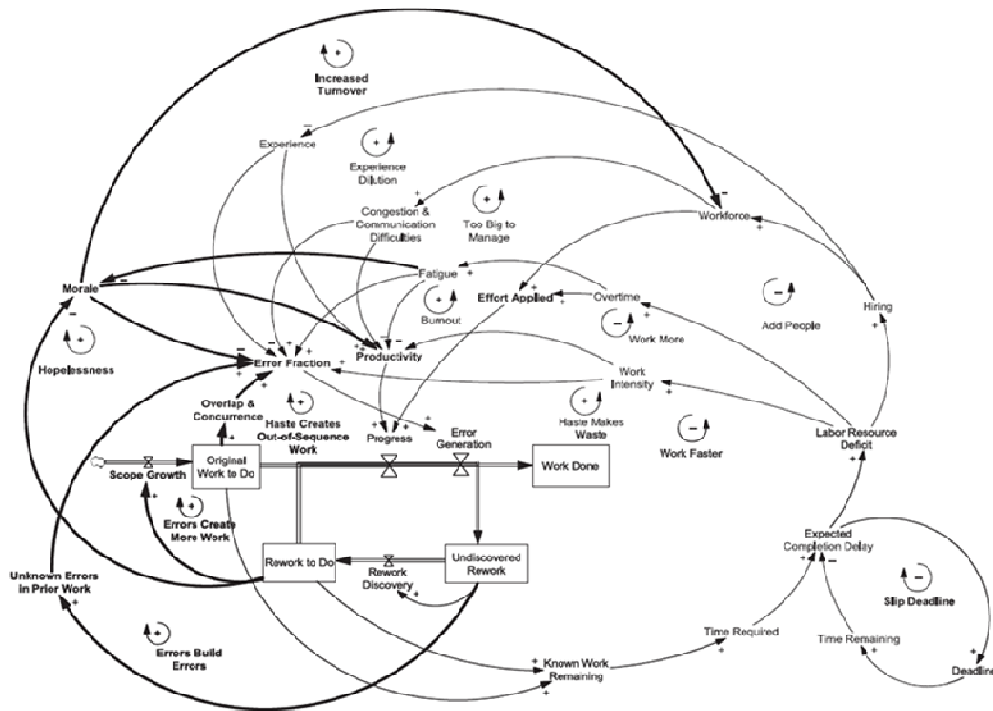 Increased
Turnover
Experience
Experience
Dilution
Congestion &
Communication
Difficulties
Too Big to
Manage
Workforce
Morale
Fatigue
Burnout
Effort Applied
Overtime
Add People
Hiring
Work More
Hopelessness
Error Fraction
Productivity
Work
Intensity
Overlap &
Concurrence
Haste Creates
Out-of-Sequence
Work
Progress
Error
Generation
Haste Makes
Waste
Work Faster
Labor Resource
Deficit
Scope Growth
Original
Work to Do
Work Done
Errors Create
More Work
Expected
Completion Delay
Unknown Errors
in Prior Work
Rework to Do
Rework
Discovery
Undiscovered
Rework
Slip Deadline
Errors Build
Errors
Time Required
Time Remaining
Known Work
Remaining
Deadline